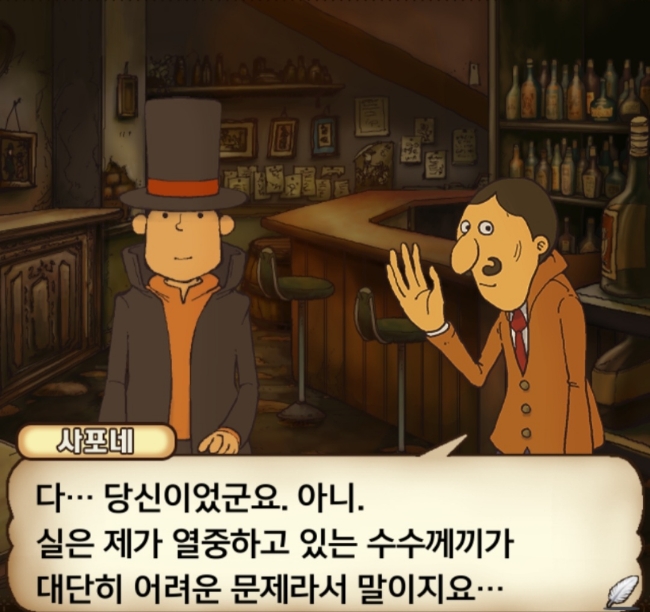 사포네
다… 당신이었군요. 아니.
실은 제가 열중하고 있는 수수께끼가
대단히 어려운 문제라서 말이지요…